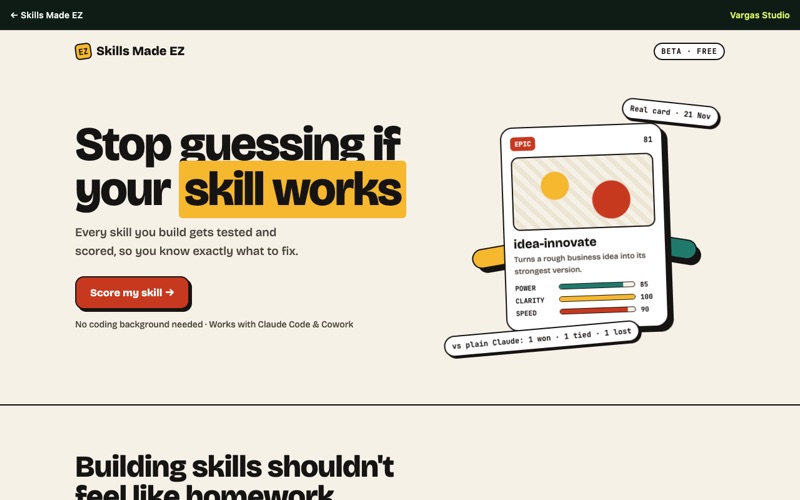 ← Skills Made EZ
Vargas Studio
EZ Skills Made EZ
BETA · FREE
Stop guessing if
your skill works
Every skill you build gets tested and
scored, so you know exactly what to fix.
Score my skill →
No coding background needed · Works with Claude Code & Cowork
Real card · 21 Nov
EPIC
81
idea-innovate
Turns a rough business idea into its
strongest version.
POWER 85
CLARITY 100
SPEED 90
vs plain Claude: 1 won · 1 tied · 1 lost
Building skills shouldn't
feel like homework